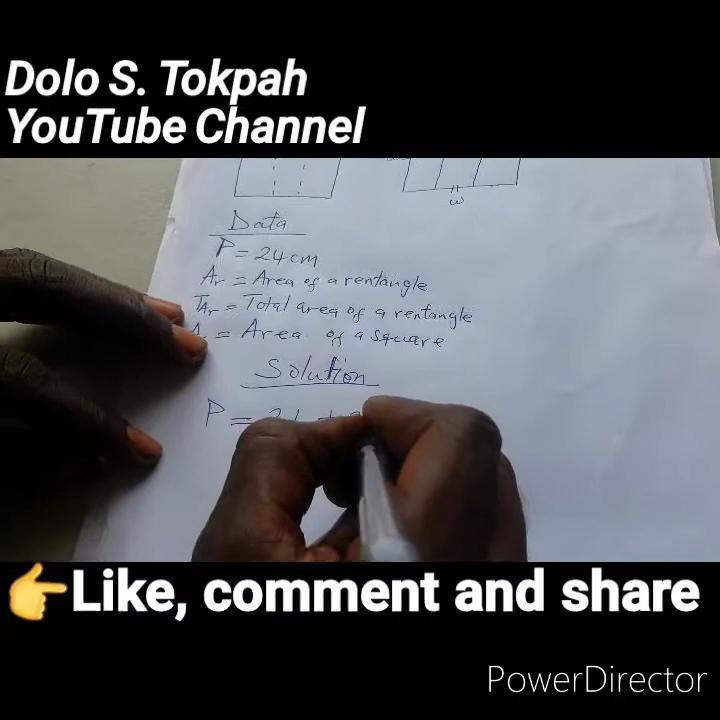 Dolo S. Tokpah
YouTube Channel
w
Data
P = 24cm
Ar = Area of a rentangle
TAr = Total area of a rentangle
= Area of a square
Solution
P = 2L +
👉Like, comment and share
PowerDirector